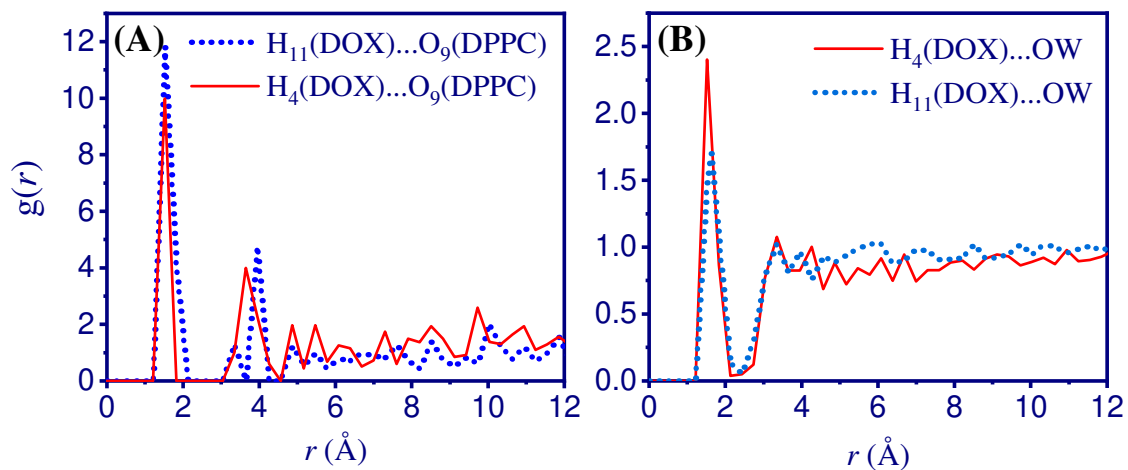 (A)
H₁₁(DOX)...O₉(DPPC)
H₄(DOX)...O₉(DPPC)
g(r)
12
10
8
6
4
2
0
0 2 4 6 8 10 12
r (Å)
(B)
H₄(DOX)...OW
H₁₁(DOX)...OW
2.5
2.0
1.5
1.0
0.5
0.0
0 2 4 6 8 10 12
r (Å)